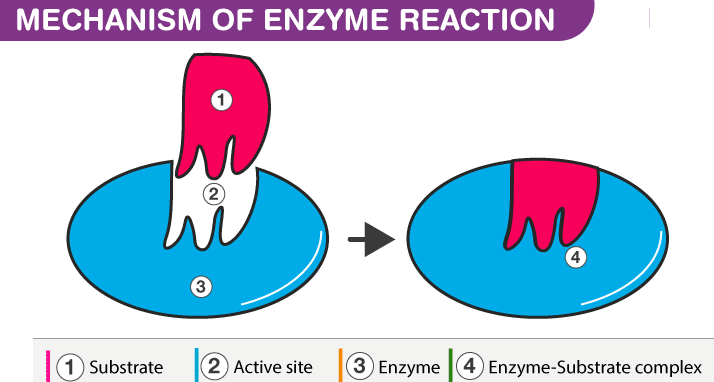 MECHANISM OF ENZYME REACTION
1
2
3
4
1 Substrate 2 Active site 3 Enzyme 4 Enzyme-Substrate complex